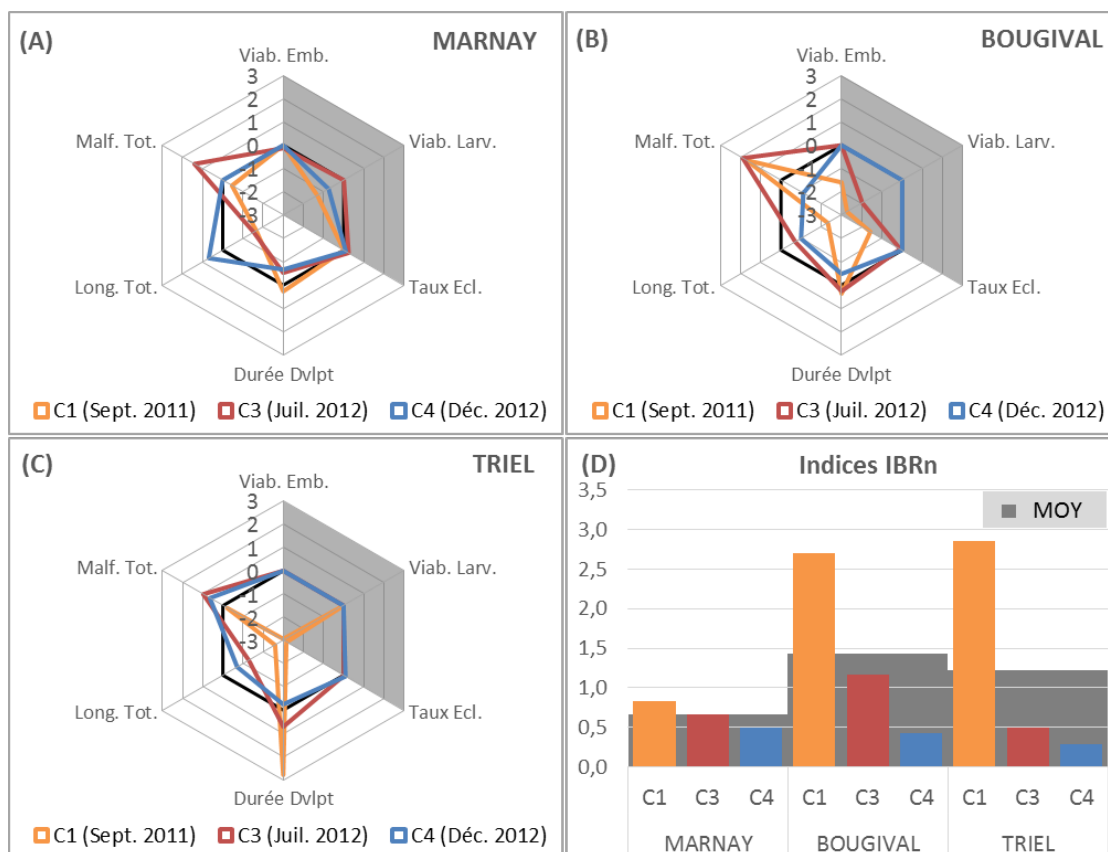 (A) MARNAY
Viab. Emb.
3
2
1
0
-1
-2
-3
Viab. Larv.
Taux Ecl.
Durée Dvlpt
Long. Tot.
Malf. Tot.
C1 (Sept. 2011) C3 (Juil. 2012) C4 (Déc. 2012)
(B) BOUGIVAL
Viab. Emb.
3
2
1
0
-1
-2
-3
Viab. Larv.
Taux Ecl.
Durée Dvlpt
Long. Tot.
Malf. Tot.
C1 (Sept. 2011) C3 (Juil. 2012) C4 (Déc. 2012)
(C) TRIEL
Viab. Emb.
3
2
1
0
-1
-2
-3
Viab. Larv.
Taux Ecl.
Durée Dvlpt
Long. Tot.
Malf. Tot.
C1 (Sept. 2011) C3 (Juil. 2012) C4 (Déc. 2012)
(D) Indices IBRn
MOY
3,5
3,0
2,5
2,0
1,5
1,0
0,5
0,0
C1 C3 C4 C1 C3 C4 C1 C3 C4
MARNAY BOUGIVAL TRIEL